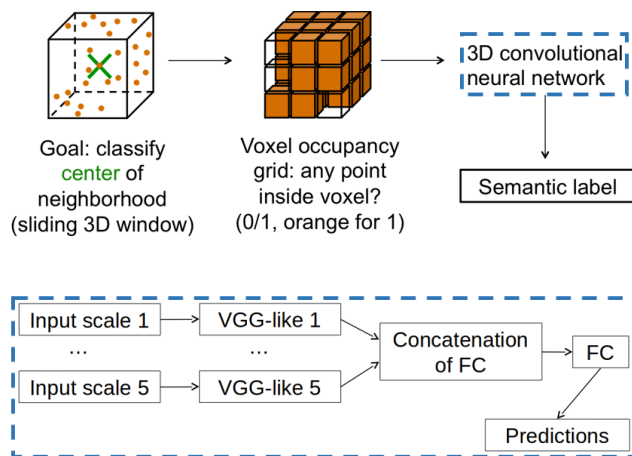 3D convolutional
neural network
Goal: classify
center of
neighborhood
(sliding 3D window)
Voxel occupancy
grid: any point
inside voxel?
(0/1, orange for 1)
Semantic label
Input scale 1
VGG-like 1
...
...
Input scale 5
VGG-like 5
Concatenation
of FC
FC
Predictions